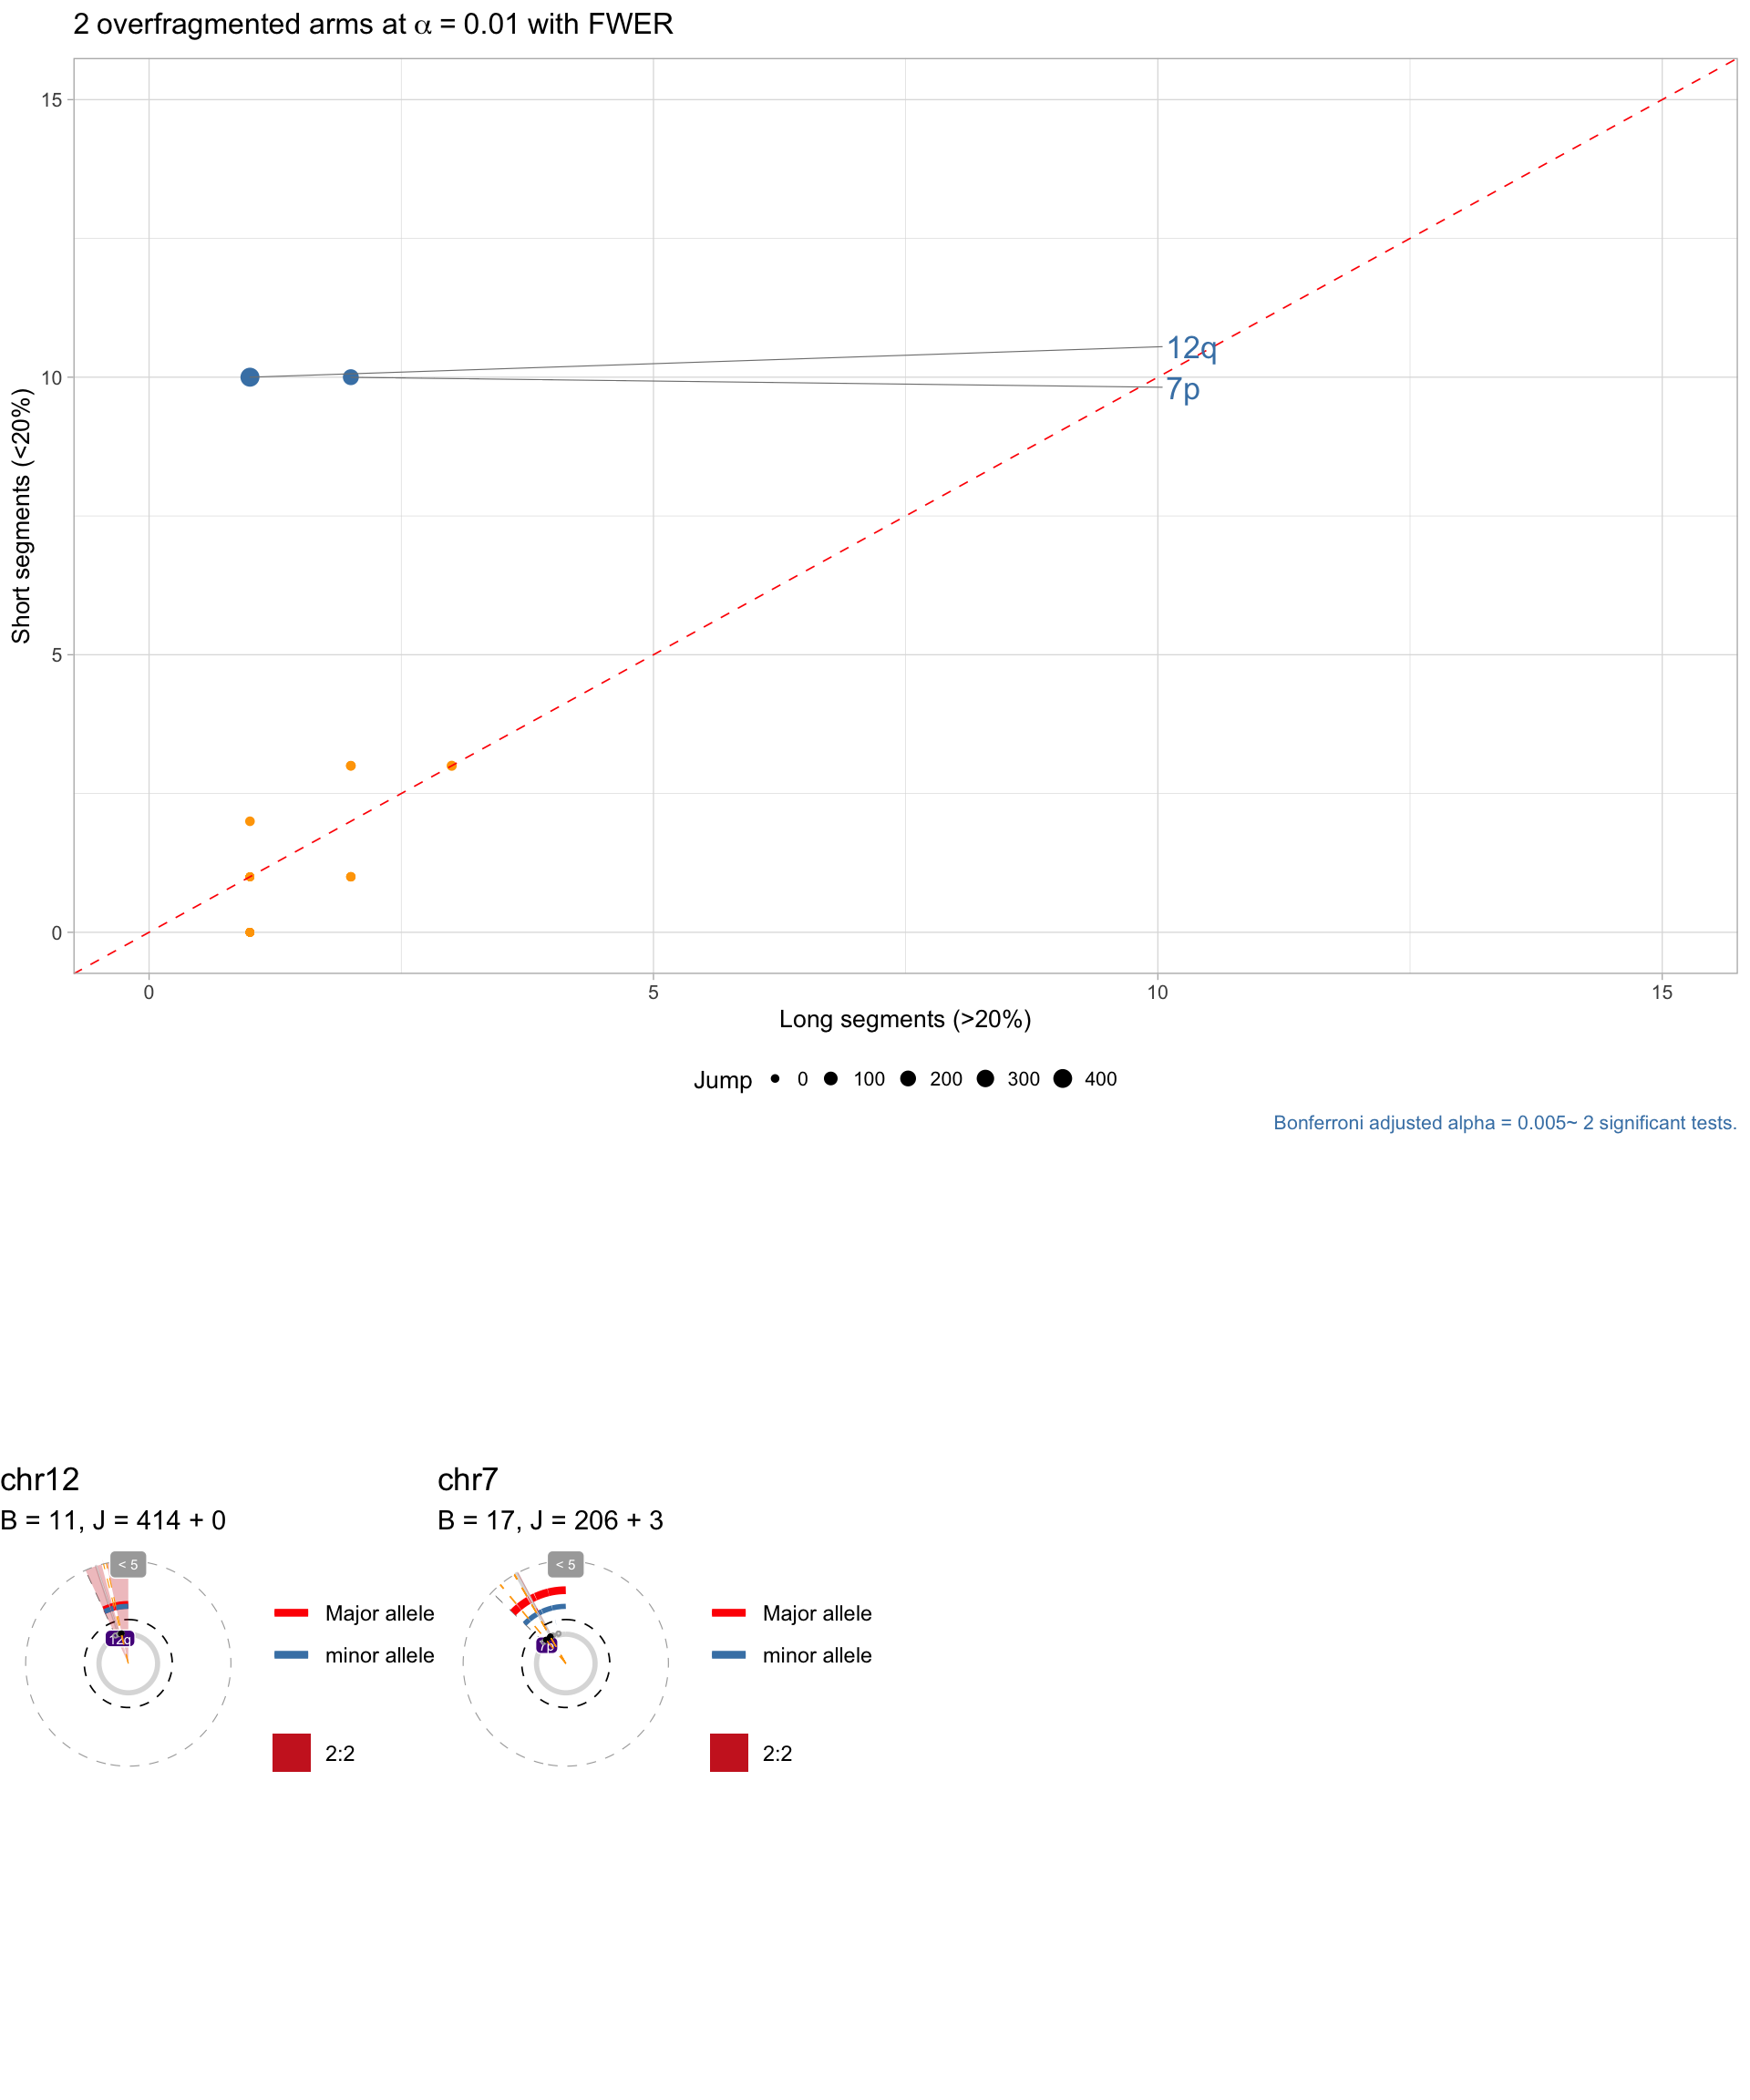 2 overfragmented arms at α = 0.01 with FWER
15
10
5
0
Short segments (<20%)
12q
7p
0 5 10 15
Long segments (>20%)
Jump 0 100 200 300 400
Bonferroni adjusted alpha = 0.005~ 2 significant tests.
chr12
B = 11, J = 414 + 0
< 5
12q
Major allele
minor allele
2:2
chr7
B = 17, J = 206 + 3
< 5
7p
Major allele
minor allele
2:2